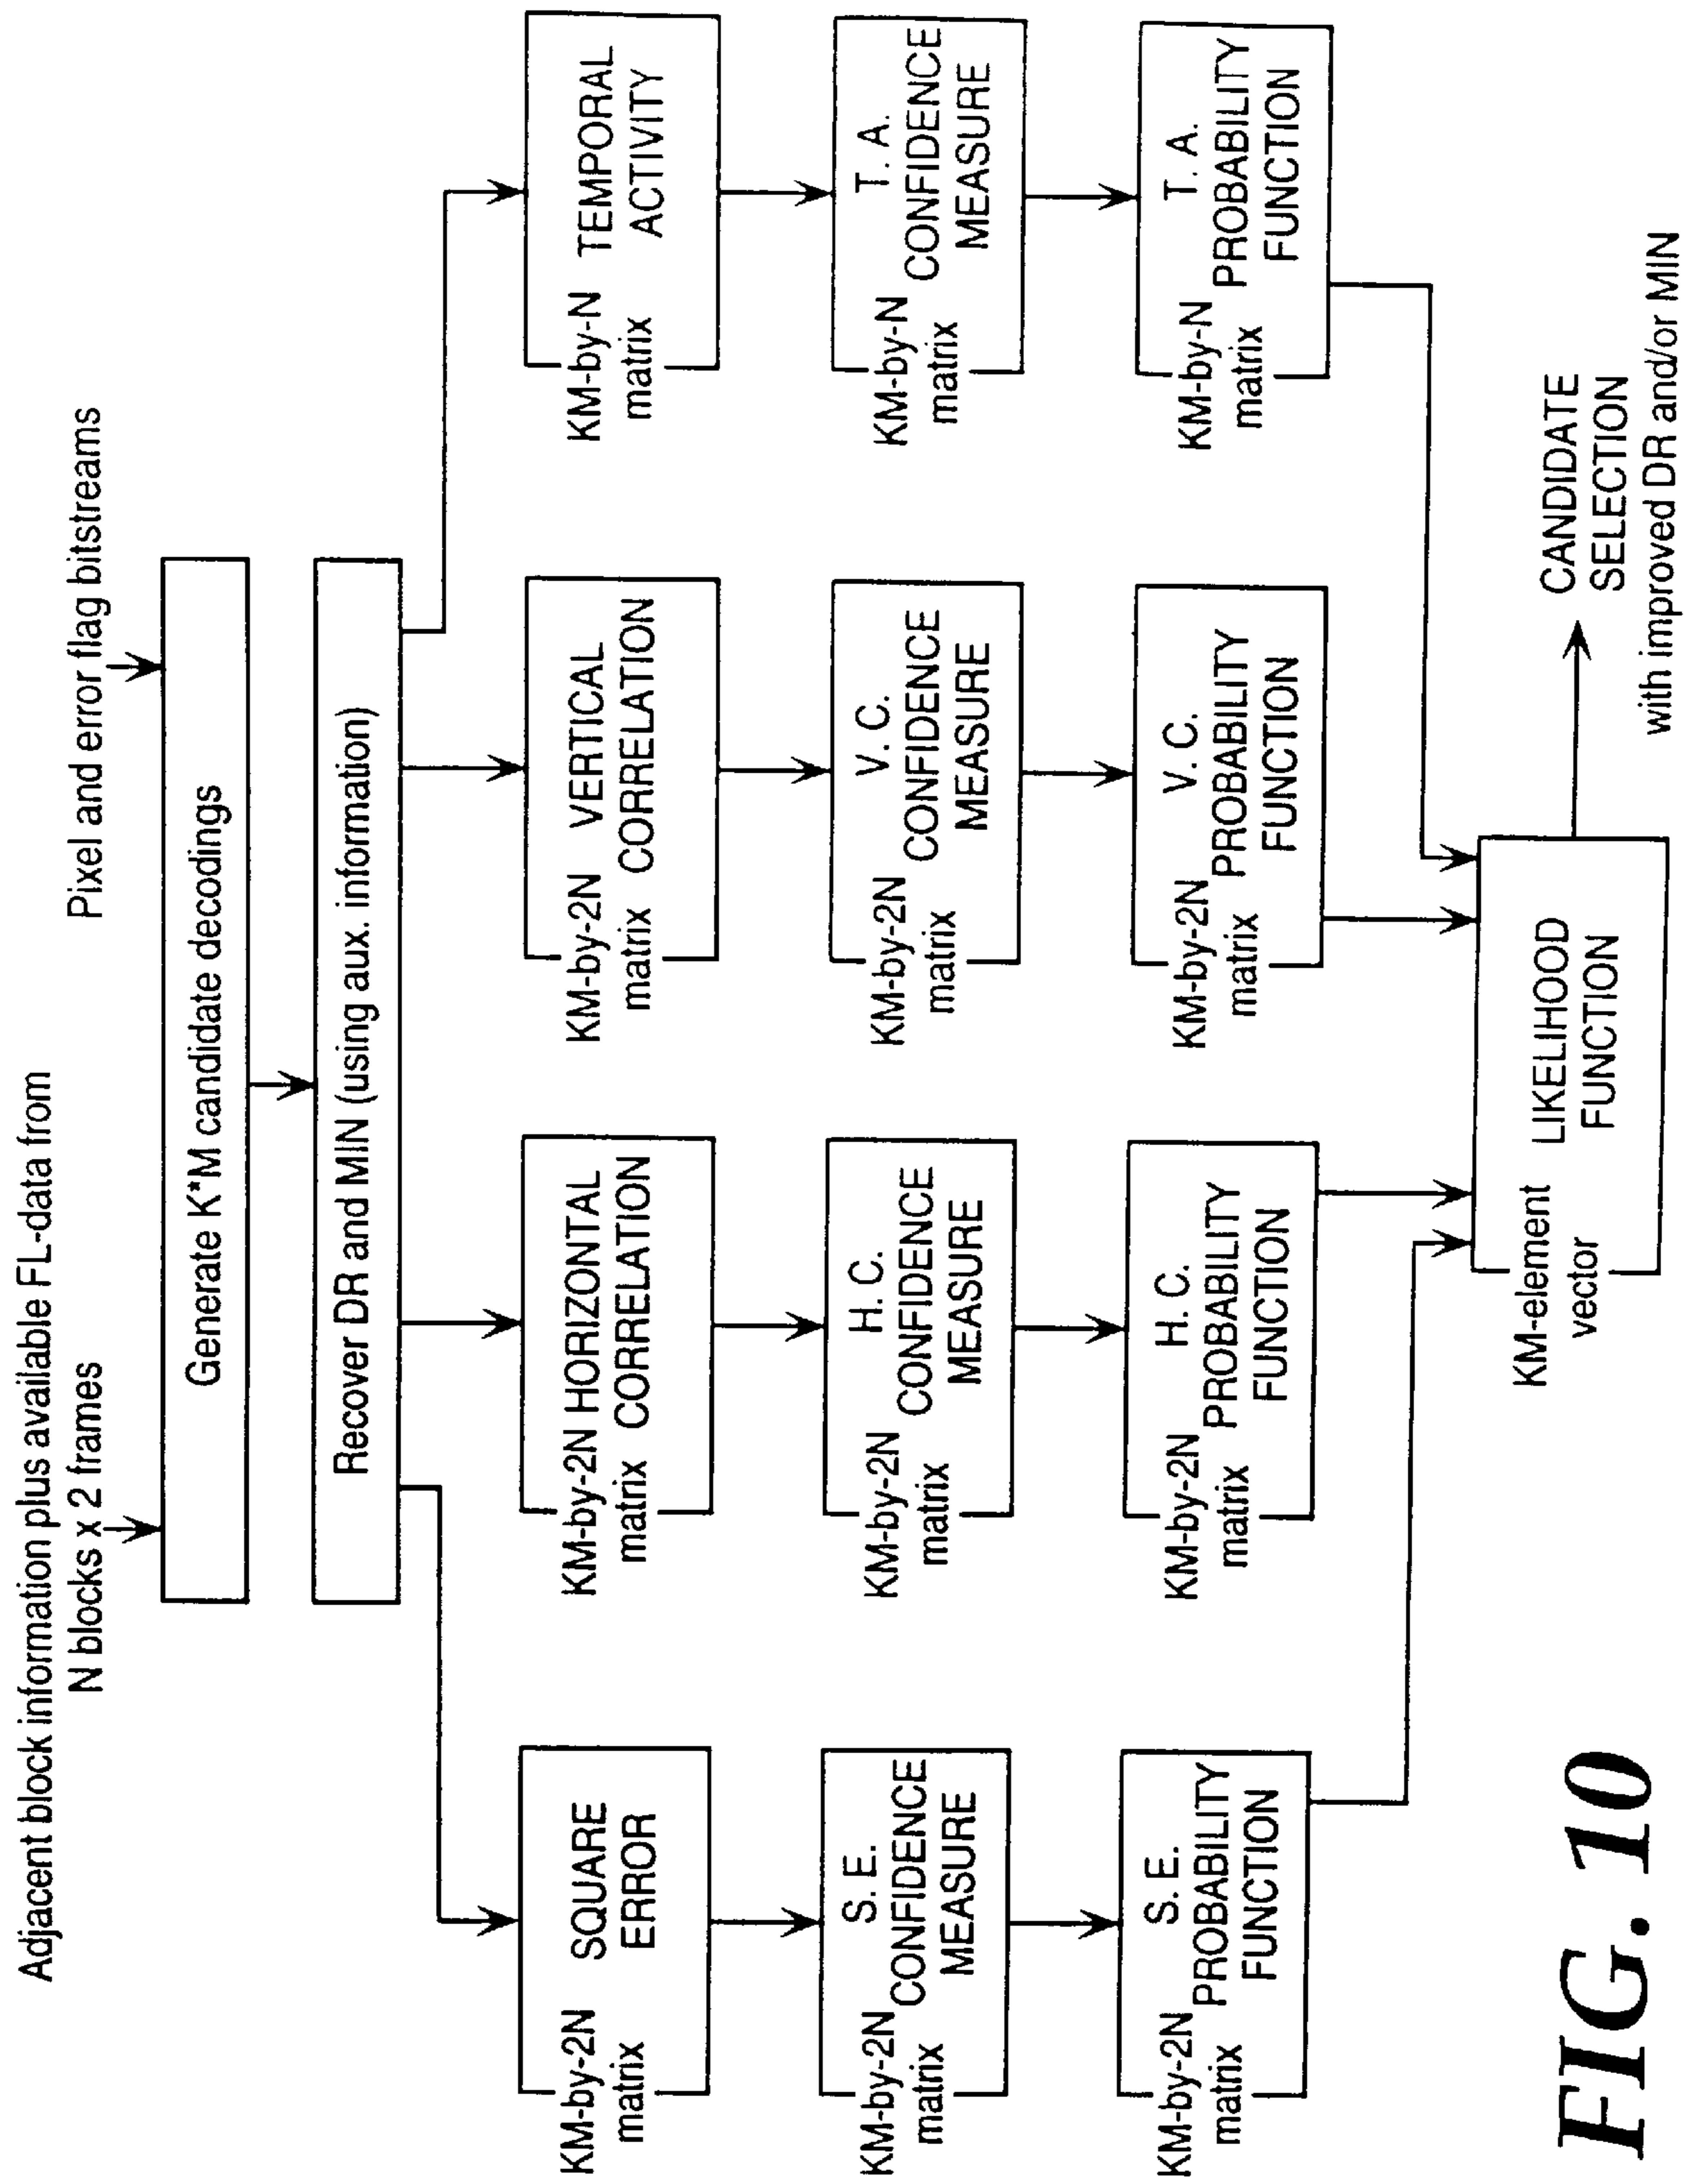 Adjacent block information plus available FL-data from
N blocks x 2 frames
Pixel and error flag bitstreams
Generate K*M candidate decodings
Recover DR and MIN (using aux. information)
KM-by-2N
matrix
SQUARE
ERROR
KM-by-2N
matrix
HORIZONTAL
CORRELATION
KM-by-2N
matrix
VERTICAL
CORRELATION
KM-by-N
matrix
TEMPORAL
ACTIVITY
KM-by-2N
matrix
S. E.
CONFIDENCE
MEASURE
KM-by-2N
matrix
H. C.
CONFIDENCE
MEASURE
KM-by-2N
matrix
V. C.
CONFIDENCE
MEASURE
KM-by-N
matrix
T. A.
CONFIDENCE
MEASURE
KM-by-2N
matrix
S. E.
PROBABILITY
FUNCTION
KM-by-2N
matrix
H. C.
PROBABILITY
FUNCTION
KM-by-2N
matrix
V. C.
PROBABILITY
FUNCTION
KM-by-N
matrix
T. A.
PROBABILITY
FUNCTION
KM-element
vector
LIKELIHOOD
FUNCTION
CANDIDATE
SELECTION
with improved DR and/or MIN
FIG. 10